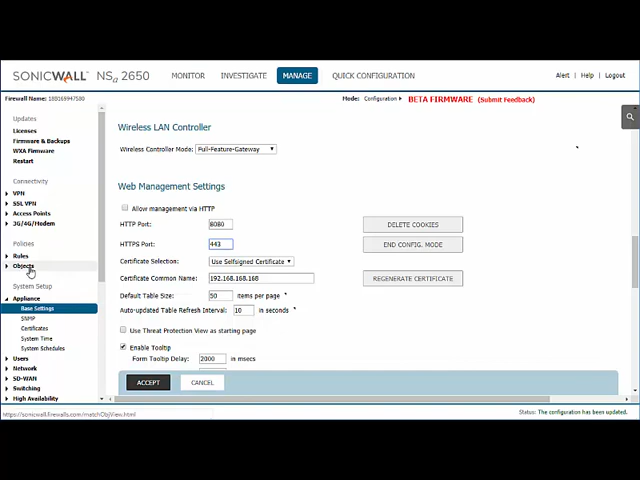 SONICWALL NSa 2650 MONITOR INVESTIGATE MANAGE QUICK CONFIGURATION Alert | Help | Logout
Mode: Configuration BETA FIRMWARE (Submit Feedback)
Updates
Licenses
Firmware & Backups
WXA Firmware
Restart
Connectivity
VPN
SSL VPN
Access Points
3G/4G/Modem
Policies
Rules
Objects
System Setup
Appliance
Base Settings
SNMP
Certificates
System Time
System Schedules
Users
Network
SD-WAN
Switching
High Availability
Wireless LAN Controller
Wireless Controller Mode: Full-Feature-Gateway
Web Management Settings
Allow management via HTTP
HTTP Port: 8080 DELETE COOKIES
HTTPS Port: 443 END CONFIG. MODE
Certificate Selection: Use Selfsigned Certificate
Certificate Common Name: 192.168.168.168 REGENERATE CERTIFICATE
Default Table Size: 50 items per page *
Auto-updated Table Refresh Interval: 10 in seconds *
Use Threat Protection View as starting page
Enable Tooltip
Form Tooltip Delay: 2000 in msecs
ACCEPT CANCEL
https://sonicwall.firewalls.com/matchObjView.html Status: The configuration has been updated.